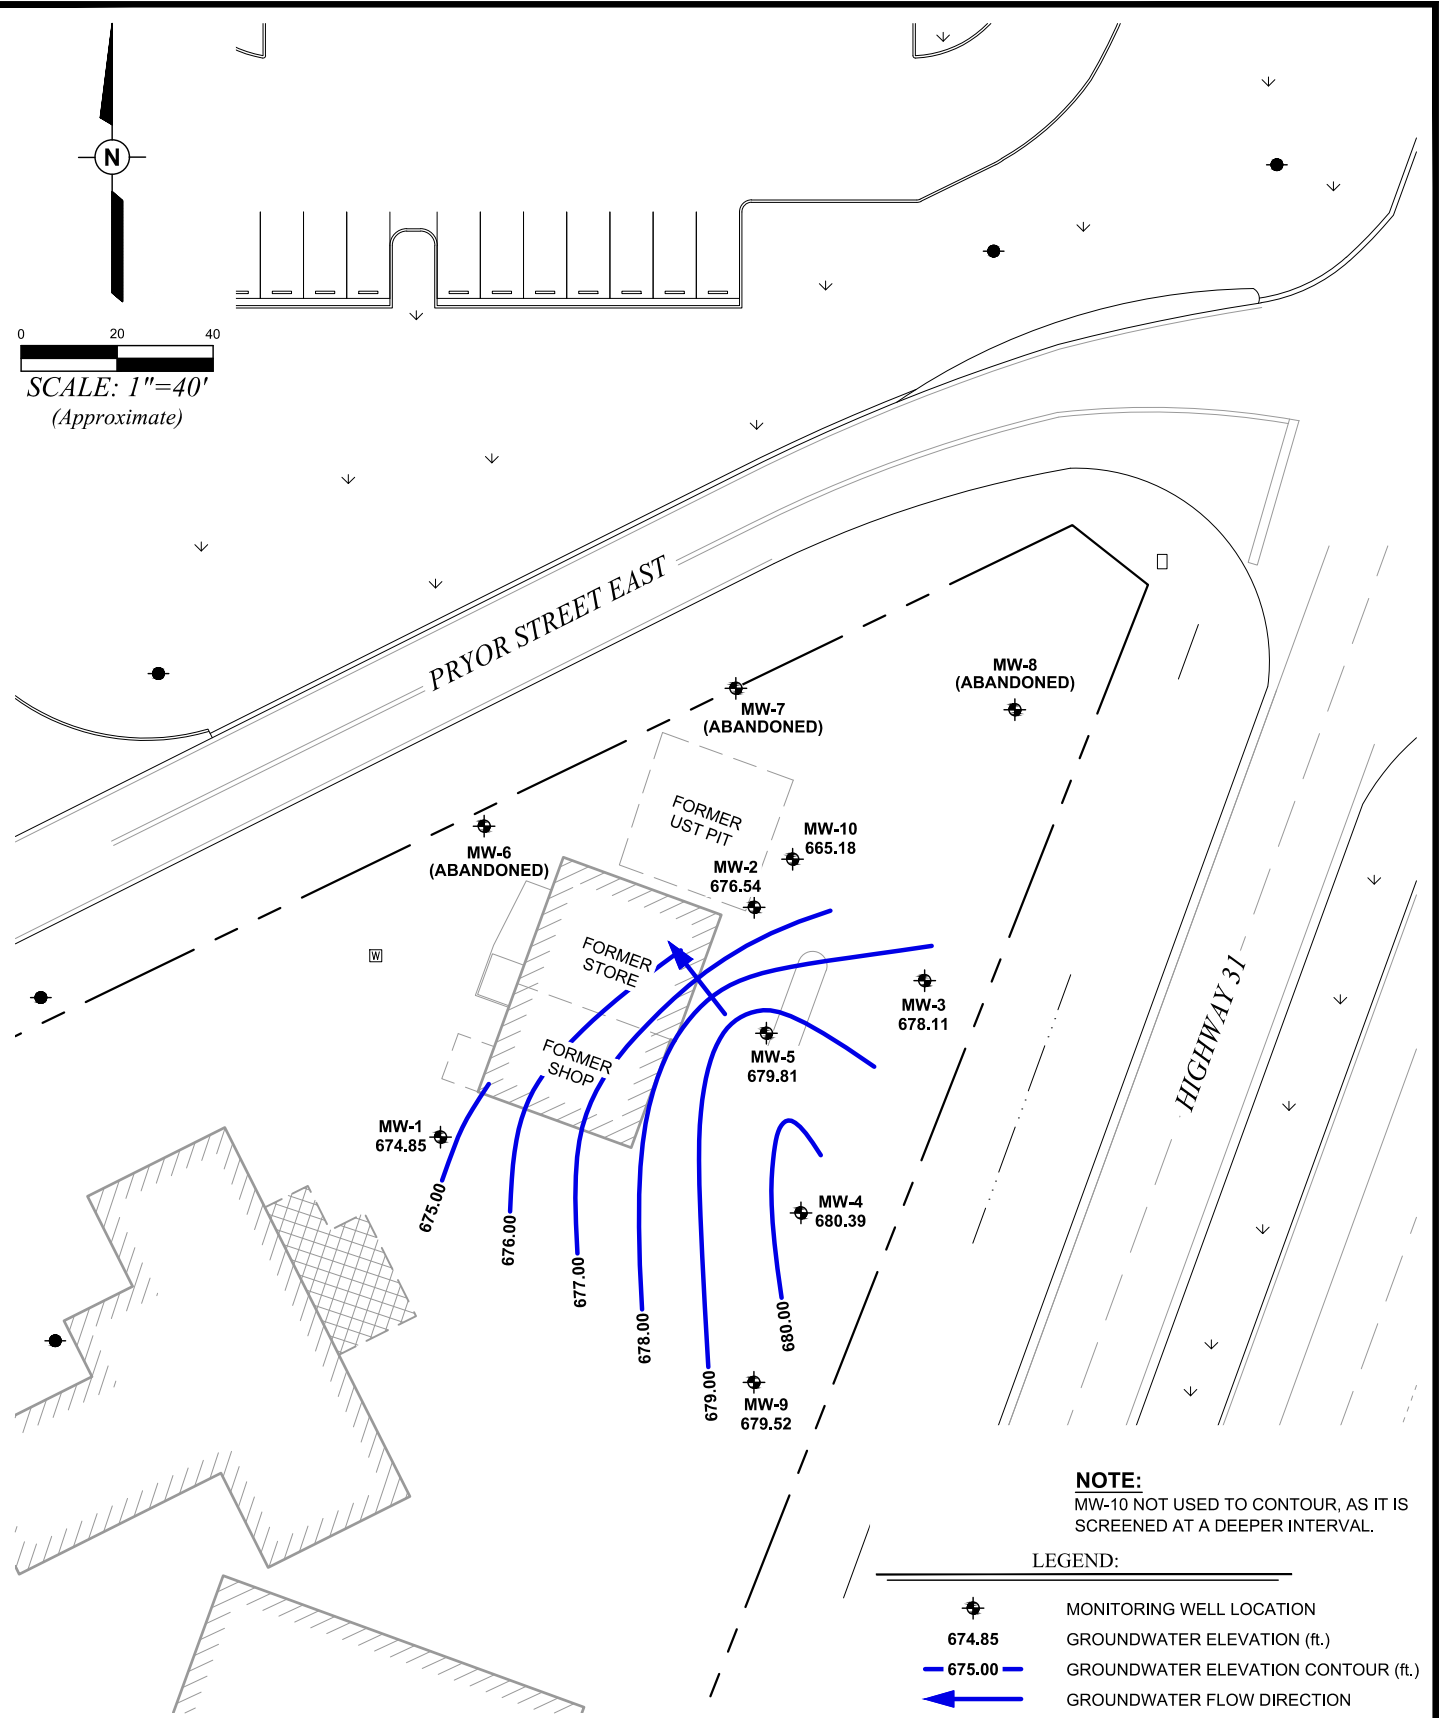 N
0 20 40
SCALE: 1"=40'
(Approximate)
PRYOR STREET EAST
MW-8
(ABANDONED)
MW-7
(ABANDONED)
FORMER
UST PIT
MW-10
665.18
MW-6
(ABANDONED)
MW-2
676.54
FORMER
STORE
W
MW-3
678.11
HIGHWAY 31
MW-5
679.81
FORMER
SHOP
MW-1
674.85
MW-4
680.39
675.00
676.00
677.00
678.00
679.00
680.00
MW-9
679.52
NOTE:
MW-10 NOT USED TO CONTOUR, AS IT IS
SCREENED AT A DEEPER INTERVAL.
LEGEND:
MONITORING WELL LOCATION
674.85 GROUNDWATER ELEVATION (ft.)
675.00 GROUNDWATER ELEVATION CONTOUR (ft.)
GROUNDWATER FLOW DIRECTION